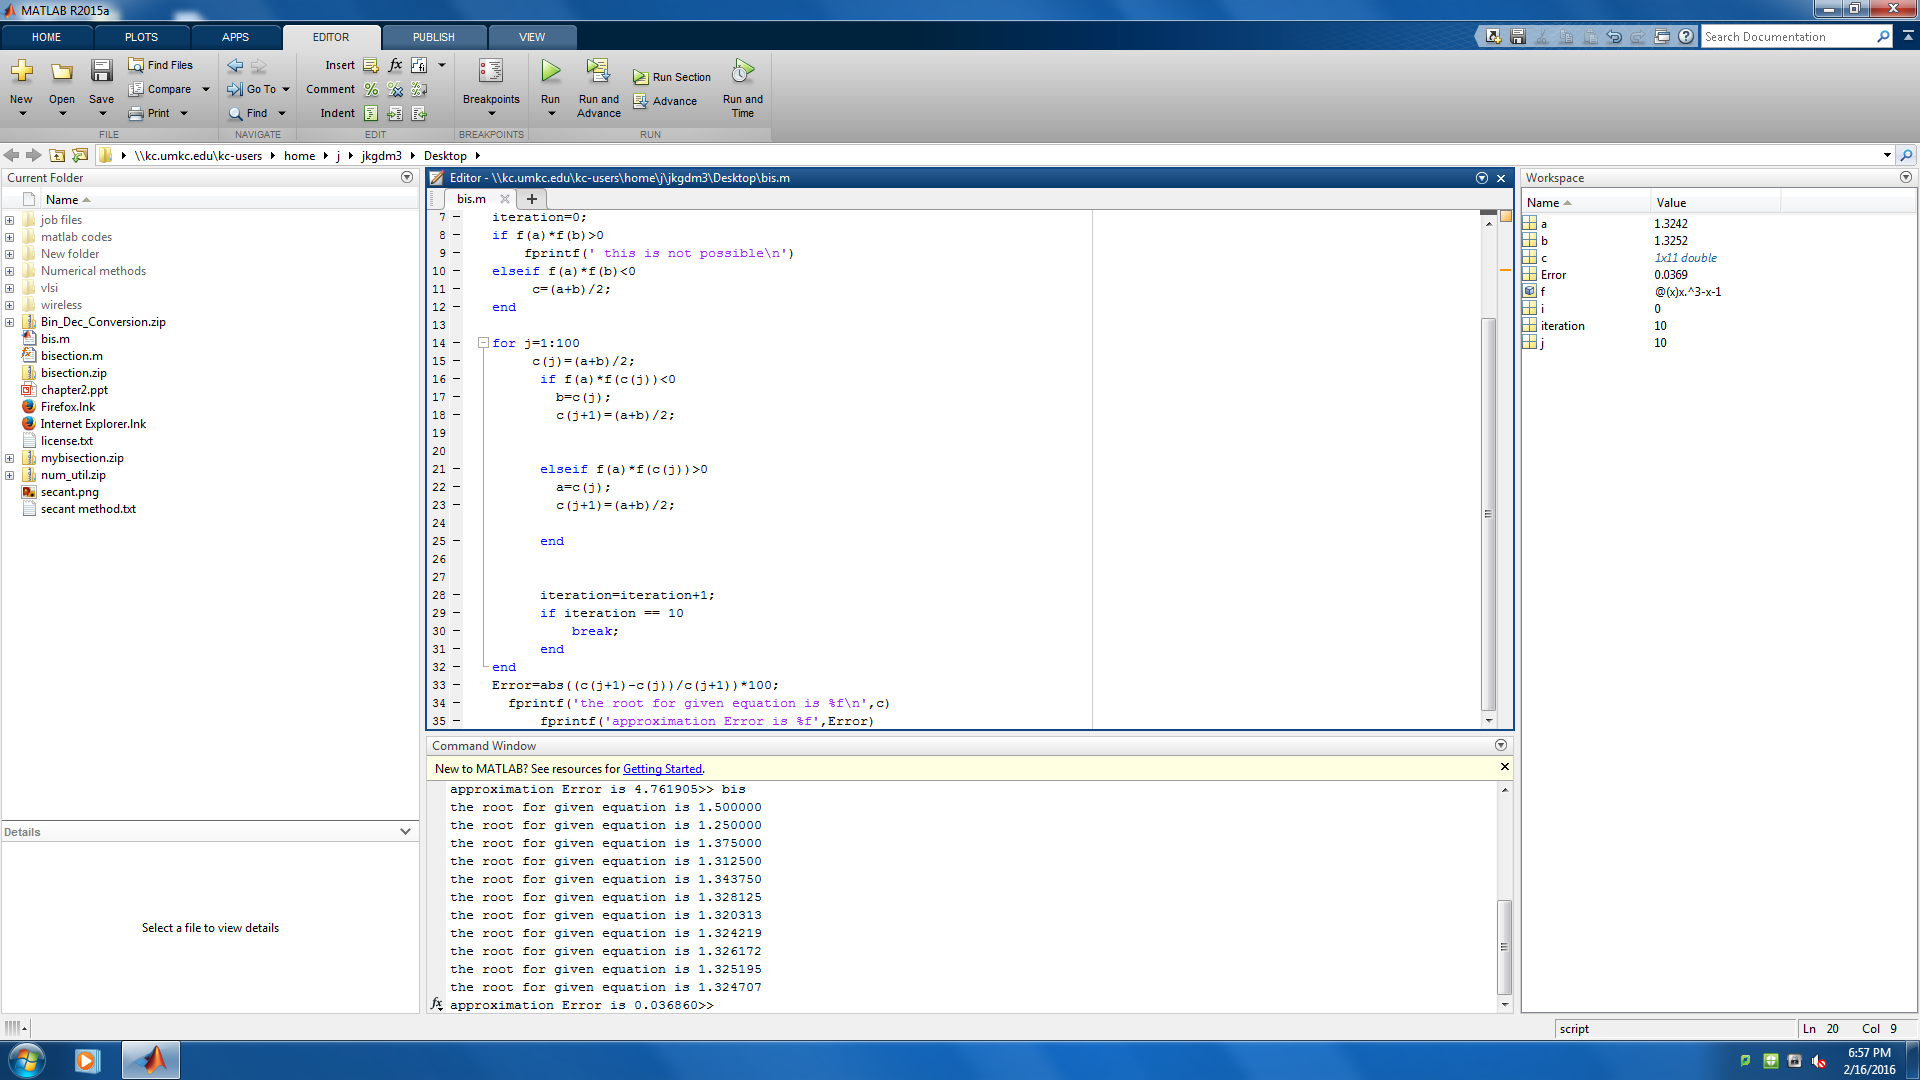 MATLAB R2015a
HOME PLOTS APPS EDITOR PUBLISH VIEW
Search Documentation
New Open Save
Find Files
Compare
Print
FILE
Go To
Find
NAVIGATE
Insert fx
Comment
Indent
EDIT
Breakpoints
BREAKPOINTS
Run
Run and Advance
Run Section
Advance
Run and Time
RUN
\\kc.umkc.edu\kc-users home j jkgdm3 Desktop
Current Folder
Name
job files
matlab codes
New folder
Numerical methods
vlsi
wireless
Bin_Dec_Conversion.zip
bis.m
bisection.m
bisection.zip
chapter2.ppt
Firefox.lnk
Internet Explorer.lnk
license.txt
mybisection.zip
num_util.zip
secant.png
secant method.txt
Details
Select a file to view details
Editor - \\kc.umkc.edu\kc-users\home\j\jkgdm3\Desktop\bis.m
bis.m
7 – iteration=0;
8 – if f(a)*f(b)>0
9 – fprintf(' this is not possible\n')
10 – elseif f(a)*f(b)<0
11 – c=(a+b)/2;
12 – end
13
14 – for j=1:100
15 – c(j)=(a+b)/2;
16 – if f(a)*f(c(j))<0
17 – b=c(j);
18 – c(j+1)=(a+b)/2;
19
20
21 – elseif f(a)*f(c(j))>0
22 – a=c(j);
23 – c(j+1)=(a+b)/2;
24
25 – end
26
27
28 – iteration=iteration+1;
29 – if iteration == 10
30 – break;
31 – end
32 – end
33 – Error=abs((c(j+1)-c(j))/c(j+1))*100;
34 – fprintf('the root for given equation is %f\n',c)
35 – fprintf('approximation Error is %f',Error)
Command Window
New to MATLAB? See resources for Getting Started.
approximation Error is 4.761905>> bis
the root for given equation is 1.500000
the root for given equation is 1.250000
the root for given equation is 1.375000
the root for given equation is 1.312500
the root for given equation is 1.343750
the root for given equation is 1.328125
the root for given equation is 1.320313
the root for given equation is 1.324219
the root for given equation is 1.326172
the root for given equation is 1.325195
the root for given equation is 1.324707
fx approximation Error is 0.036860>>
Workspace
Name Value
a 1.3242
b 1.3252
c 1x11 double
Error 0.0369
f @(x)x.^3-x-1
i 0
iteration 10
j 10
script
Ln 20 Col 9
6:57 PM
2/16/2016